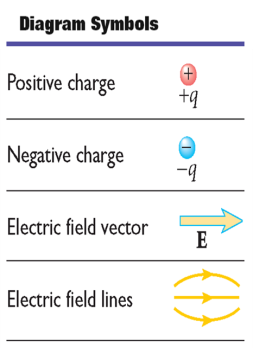 Diagram Symbols
Positive charge
+
+q
Negative charge
−
−q
Electric field vector
E
Electric field lines